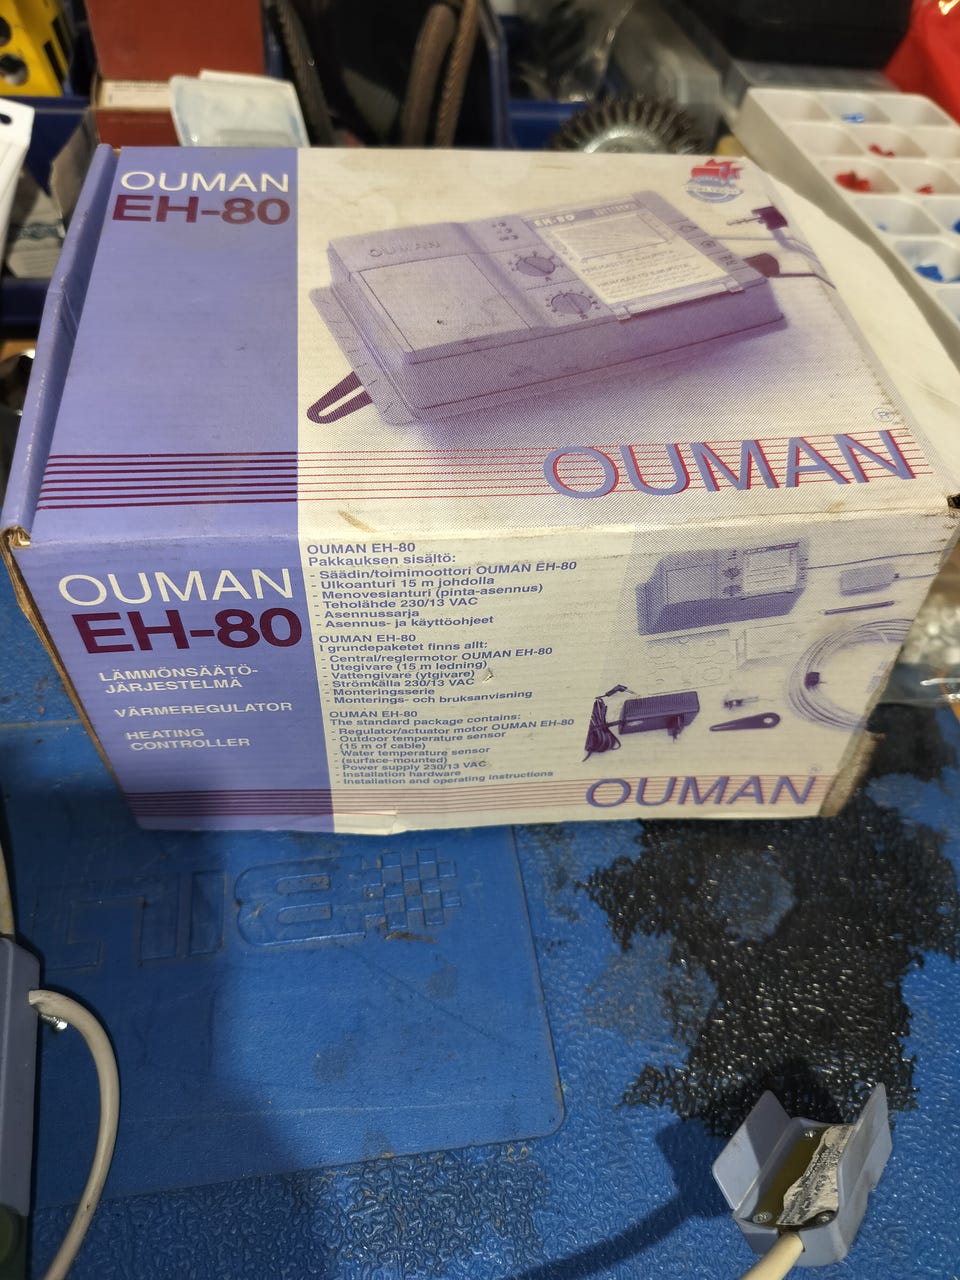 OUMAN
EH-80
OUMAN
EH-80
OUMAN
®
OUMAN
EH-80
LÄMMÖNSÄÄTÖ-
JÄRJESTELMÄ
VÄRMEREGULATOR
HEATING
CONTROLLER
OUMAN EH-80
Pakkauksen sisältö:
- Säädin/toimimoottori OUMAN EH-80
- Ulkoanturi 15 m johdolla
- Menovesianturi (pinta-asennus)
- Teholähde 230/13 VAC
- Asennussarja
- Asennus- ja käyttöohjeet
OUMAN EH-80
I grundepaketet finns allt:
- Central/reglermotor OUMAN EH-80
- Utegivare (15 m ledning)
- Vattengivare (ytgivare)
- Strömkälla 230/13 VAC
- Monteringsserie
- Monterings- och bruksanvisning
OUMAN EH-80
The standard package contains:
- Regulator/actuator motor OUMAN EH-80
- Outdoor temperature sensor
(15 m of cable)
- Water temperature sensor
- (surface-mounted)
- Power supply 230/13 VAC
- Installation hardware
- Installation and operating instructions
OUMAN